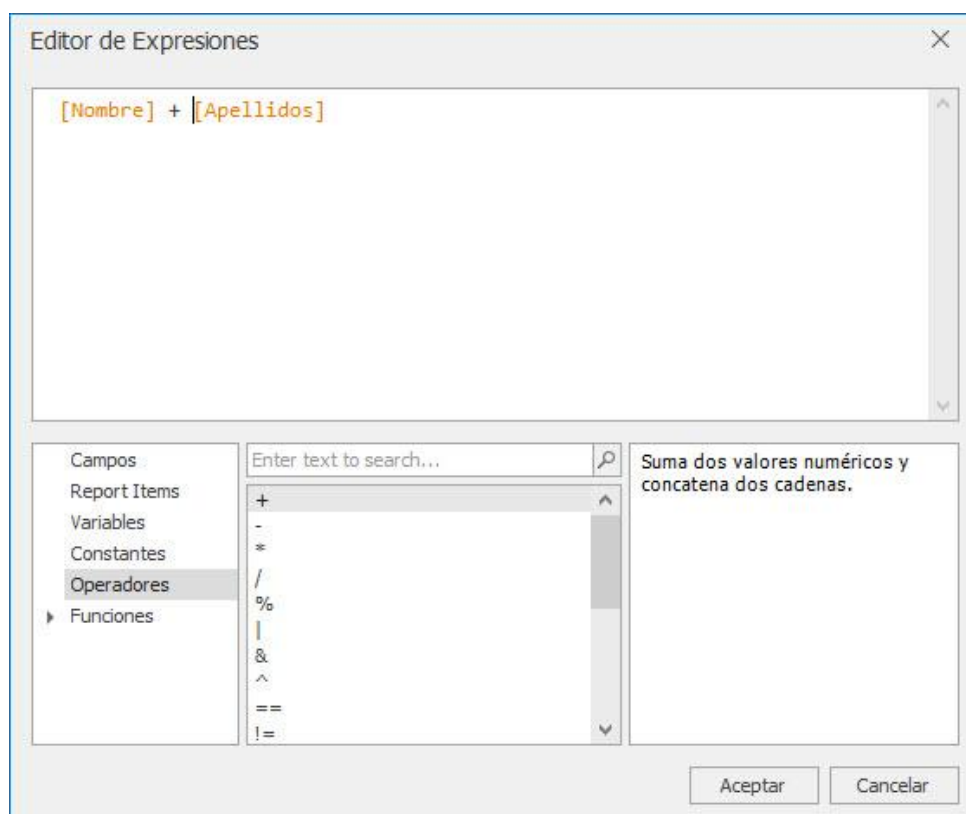 Editor de Expresiones
[Nombre] + [Apellidos]
Campos
Report Items
Variables
Constantes
Operadores
Funciones
Enter text to search...
+
-
*
/
%
|
&
^
==
!=
Suma dos valores numéricos y
concatena dos cadenas.
Aceptar
Cancelar